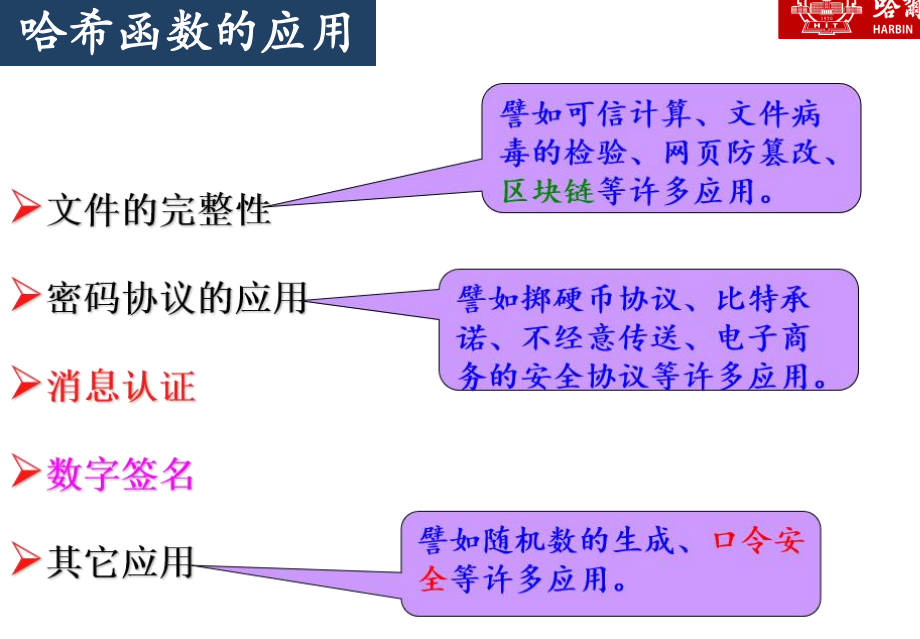 哈希函数的应用
HIT
1920
HARBIN
文件的完整性
譬如可信计算、文件病
毒的检验、网页防篡改、
区块链等许多应用。
密码协议的应用
譬如掷硬币协议、比特承
诺、不经意传送、电子商
务的安全协议等许多应用。
消息认证
数字签名
其它应用
譬如随机数的生成、口令安
全等许多应用。